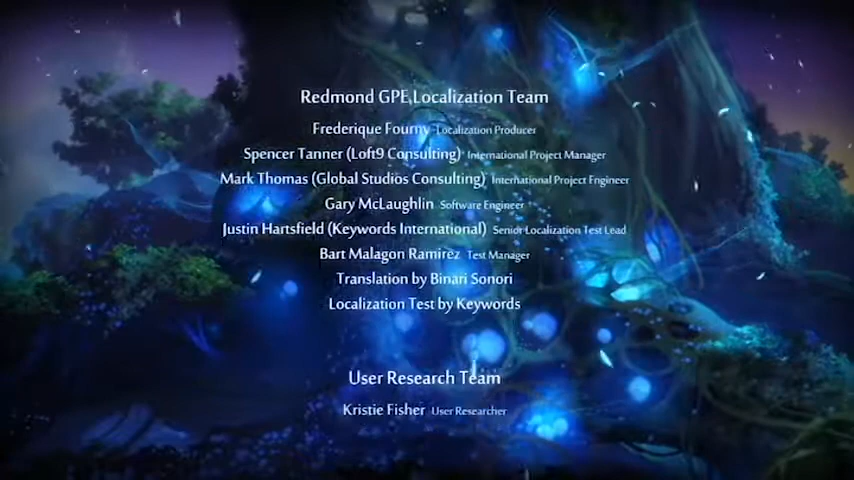 Redmond GPE Localization Team
Frederique Fourny Localization Producer
Spencer Tanner (Loft9 Consulting) International Project Manager
Mark Thomas (Global Studios Consulting) International Project Engineer
Gary McLaughlin Software Engineer
Justin Hartsfield (Keywords International) Senior Localization Test Lead
Bart Malagon Ramirez Test Manager
Translation by Binari Sonori
Localization Test by Keywords
User Research Team
Kristie Fisher User Researcher